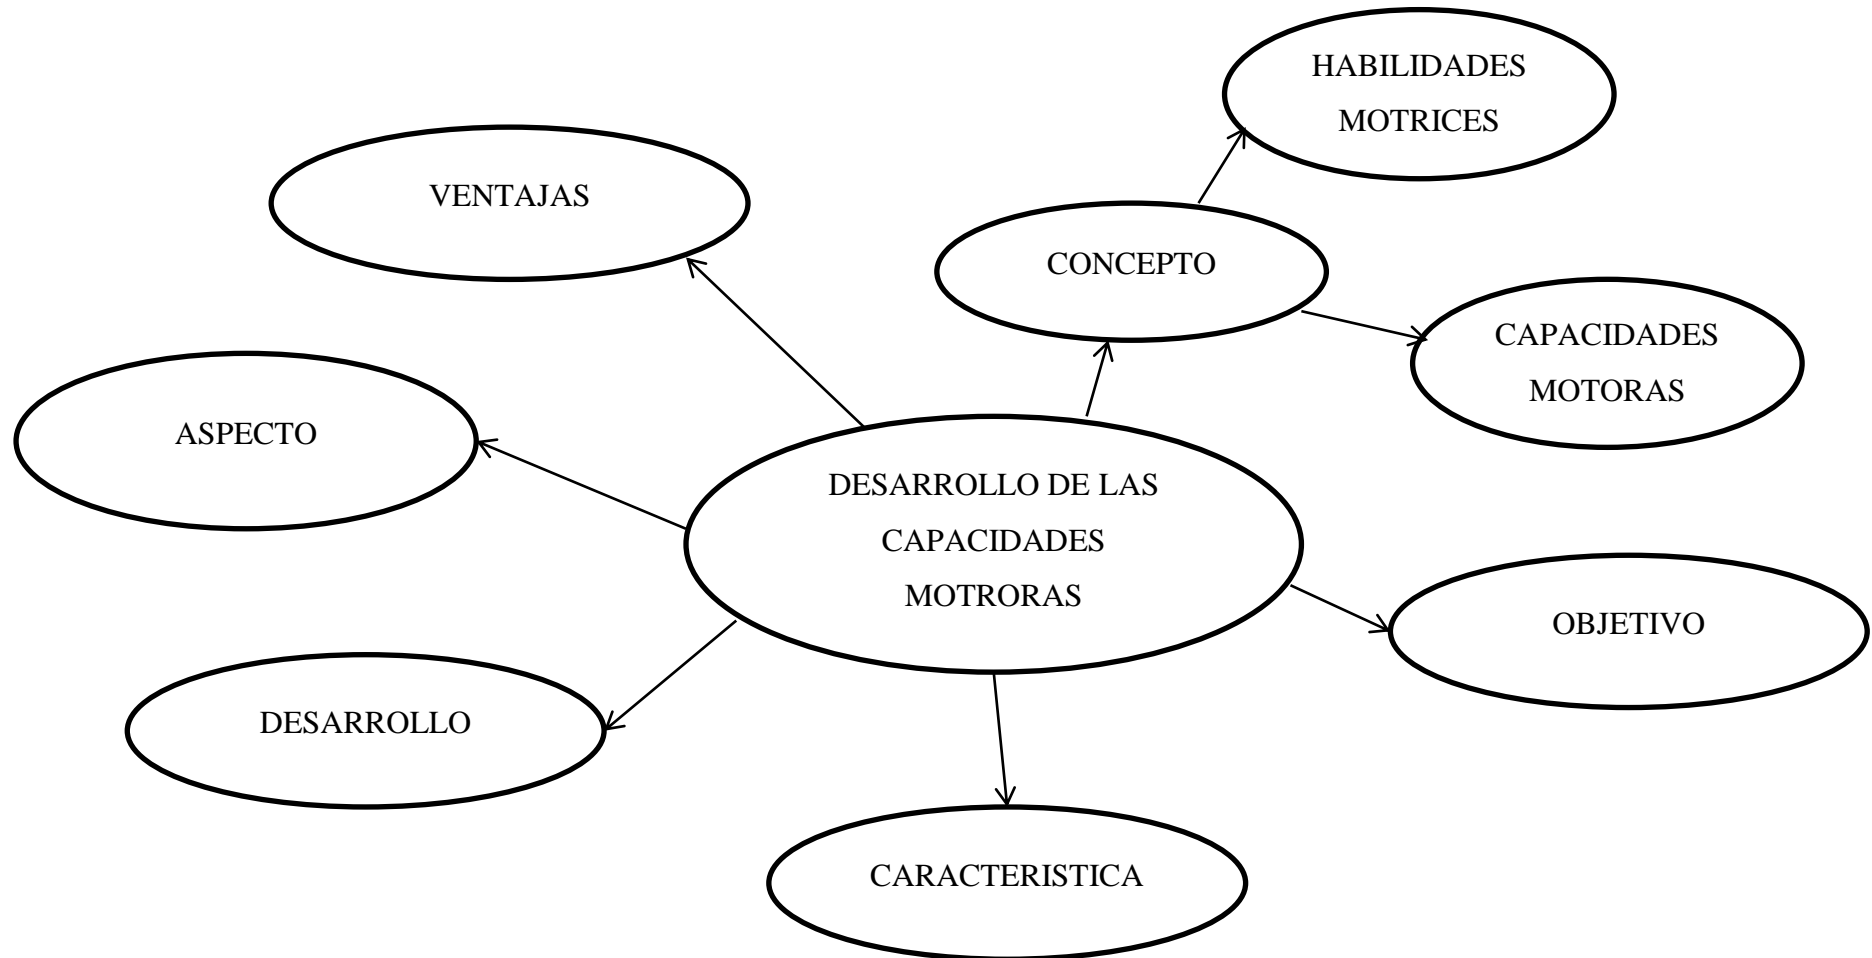 HABILIDADES
MOTRICES
VENTAJAS
CONCEPTO
CAPACIDADES
MOTORAS
ASPECTO
DESARROLLO DE LAS
CAPACIDADES
MOTRORAS
OBJETIVO
DESARROLLO
CARACTERISTICA